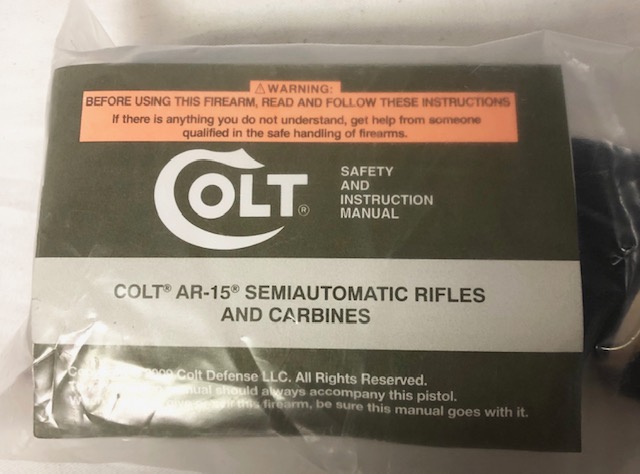 ⚠WARNING:
BEFORE USING THIS FIREARM, READ AND FOLLOW THESE INSTRUCTIONS
If there is anything you do not understand, get help from someone
qualified in the safe handling of firearms.
COLT®
SAFETY
AND
INSTRUCTION
MANUAL
COLT® AR-15® SEMIAUTOMATIC RIFLES
AND CARBINES
Colt Defense LLC. All Rights Reserved.
should always accompany this pistol.
this firearm, be sure this manual goes with it.